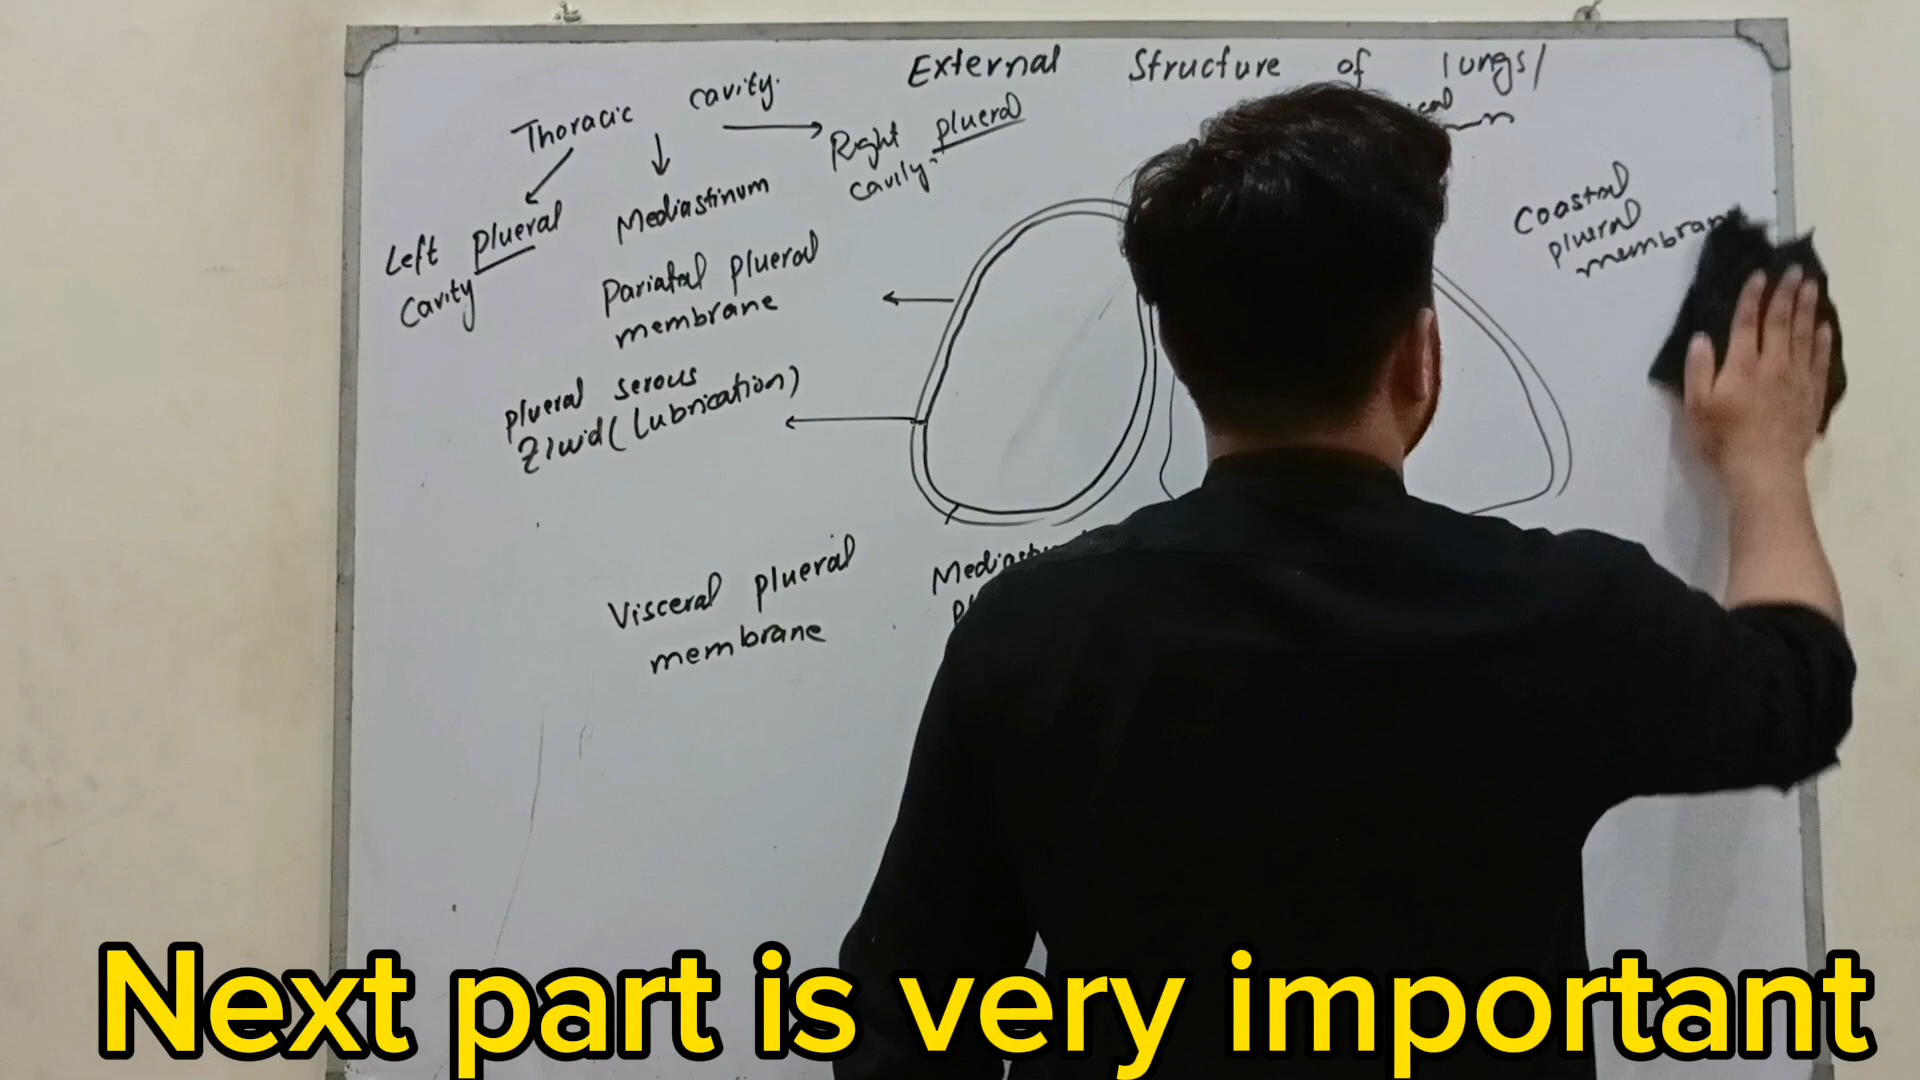 External Structure of lungs/
Thoracic cavity.
Right plueral
cavity.
Left plueral
cavity
Mediastinum
Pariatal plueral
membrane
plueral serous
Zluid (lubrication)
Visceral plueral
membrane
Coastal
plueral
Next part is very important